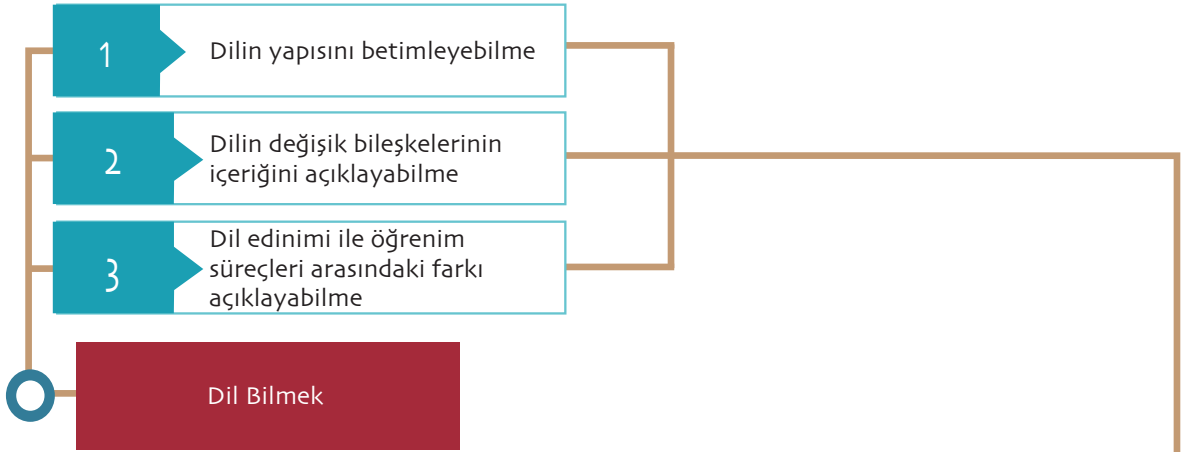 1
Dilin yapısını betimleyebilme
2
Dilin değişik bileşkelerinin
içeriğini açıklayabilme
3
Dil edinimi ile öğrenim
süreçleri arasındaki farkı
açıklayabilme
Dil Bilmek